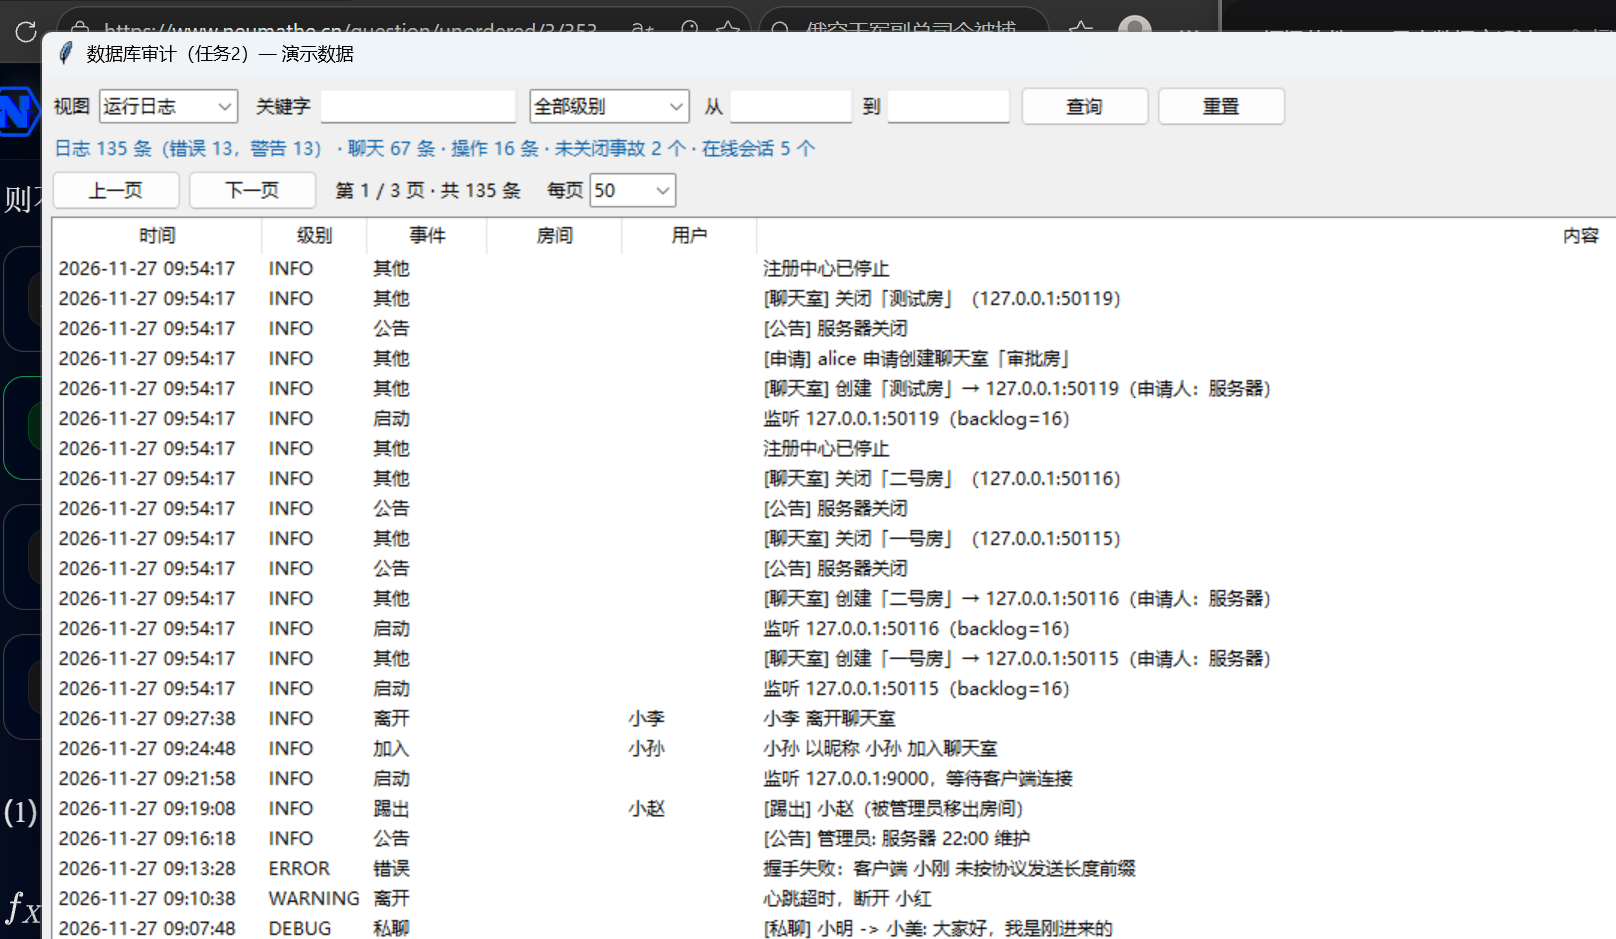 https://www.neumathe.cn/question/unordered/3/353
数据库审计（任务2）— 演示数据
视图 运行日志 关键字 全部级别 从 到 查询 重置
日志 135 条（错误 13，警告 13） · 聊天 67 条 · 操作 16 条 · 未关闭事故 2 个 · 在线会话 5 个
上一页 下一页 第 1 / 3 页 · 共 135 条 每页 50
时间 级别 事件 房间 用户 内容
2026-11-27 09:54:17 INFO 其他 注册中心已停止
2026-11-27 09:54:17 INFO 其他 [聊天室] 关闭「测试房」（127.0.0.1:50119）
2026-11-27 09:54:17 INFO 公告 [公告] 服务器关闭
2026-11-27 09:54:17 INFO 其他 [申请] alice 申请创建聊天室「审批房」
2026-11-27 09:54:17 INFO 其他 [聊天室] 创建「测试房」→ 127.0.0.1:50119（申请人：服务器）
2026-11-27 09:54:17 INFO 启动 监听 127.0.0.1:50119（backlog=16）
2026-11-27 09:54:17 INFO 其他 注册中心已停止
2026-11-27 09:54:17 INFO 其他 [聊天室] 关闭「二号房」（127.0.0.1:50116）
2026-11-27 09:54:17 INFO 公告 [公告] 服务器关闭
2026-11-27 09:54:17 INFO 其他 [聊天室] 关闭「一号房」（127.0.0.1:50115）
2026-11-27 09:54:17 INFO 公告 [公告] 服务器关闭
2026-11-27 09:54:17 INFO 其他 [聊天室] 创建「二号房」→ 127.0.0.1:50116（申请人：服务器）
2026-11-27 09:54:17 INFO 启动 监听 127.0.0.1:50116（backlog=16）
2026-11-27 09:54:17 INFO 其他 [聊天室] 创建「一号房」→ 127.0.0.1:50115（申请人：服务器）
2026-11-27 09:54:17 INFO 启动 监听 127.0.0.1:50115（backlog=16）
2026-11-27 09:27:38 INFO 离开 小李 小李 离开聊天室
2026-11-27 09:24:48 INFO 加入 小孙 小孙 以昵称 小孙 加入聊天室
2026-11-27 09:21:58 INFO 启动 监听 127.0.0.1:9000，等待客户端连接
2026-11-27 09:19:08 INFO 踢出 小赵 [踢出] 小赵（被管理员移出房间）
2026-11-27 09:16:18 INFO 公告 [公告] 管理员: 服务器 22:00 维护
2026-11-27 09:13:28 ERROR 错误 握手失败：客户端 小刚 未按协议发送长度前缀
2026-11-27 09:10:38 WARNING 离开 心跳超时，断开 小红
2026-11-27 09:07:48 DEBUG 私聊 [私聊] 小明 -> 小美: 大家好，我是刚进来的
则
(1)